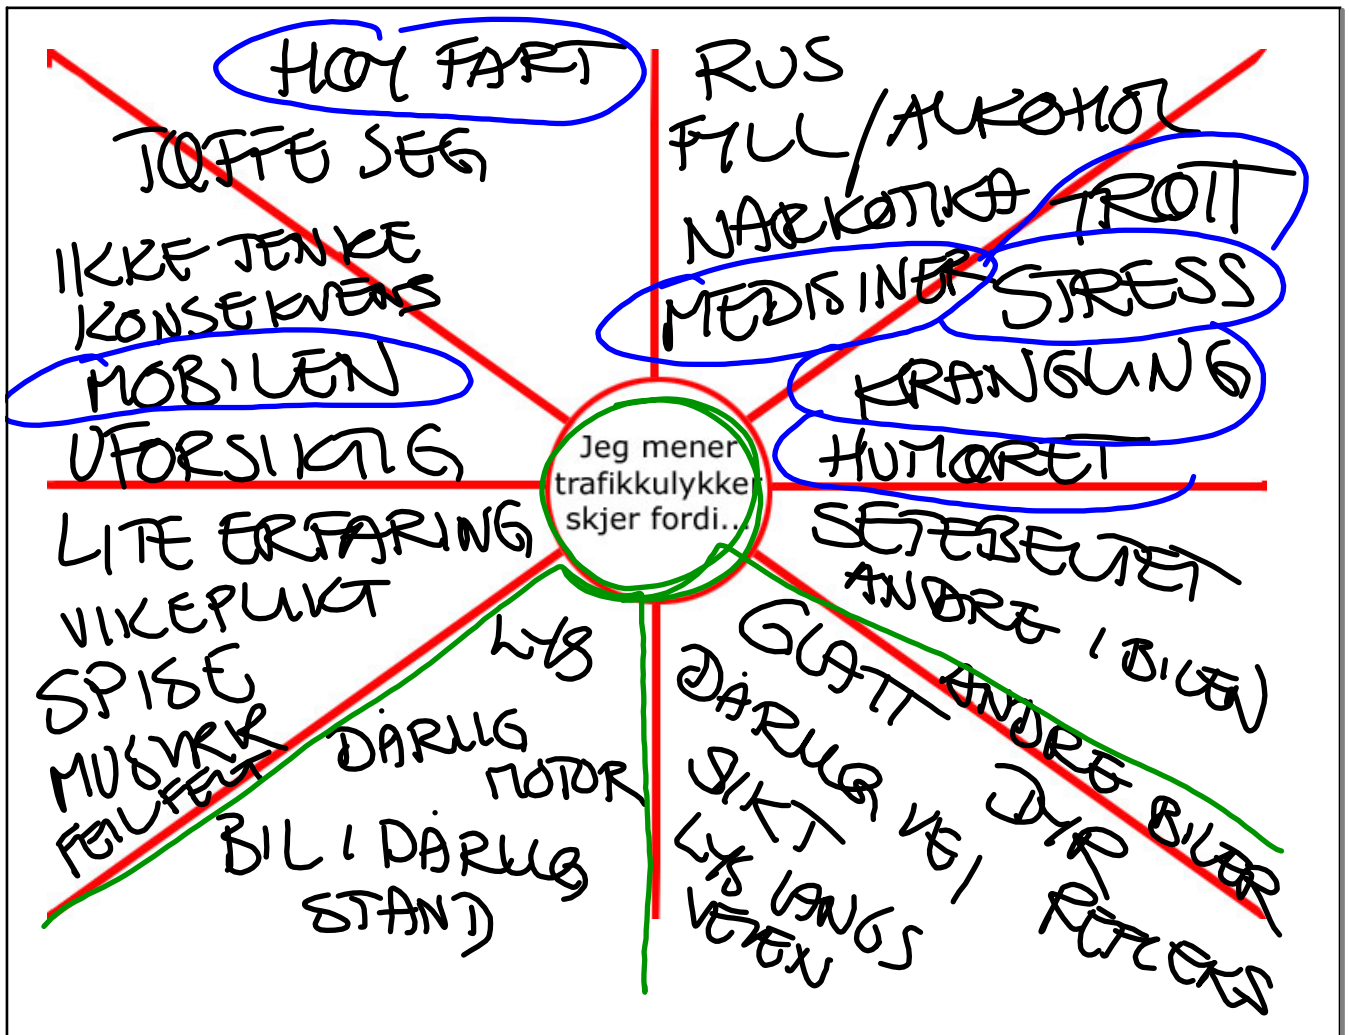 HØY FART
TØFFE SEG
IKKE TENKE
KONSEKVENS
MOBILEN
UFORSIKTIG
RUS
FYLL/ALKOHOL
NARKOTIKA
MEDISINER
TRØTT
STRESS
KRANGLING
HUMØRET
Jeg mener
trafikkulykker
skjer fordi...
LITE ERFARING
VIKEPLIKT
SPISE
MUSIKK
FEIL FELT
LYS
DÅRLIG
MOTOR
BIL I DÅRLIG
STAND
SETEBELTET
ANDRE I BILEN
ANDRE BILER
GLATT
DÅRLIG VEI
SIKT
LYS LANGS
VEIEN
DYR
REFLEKS